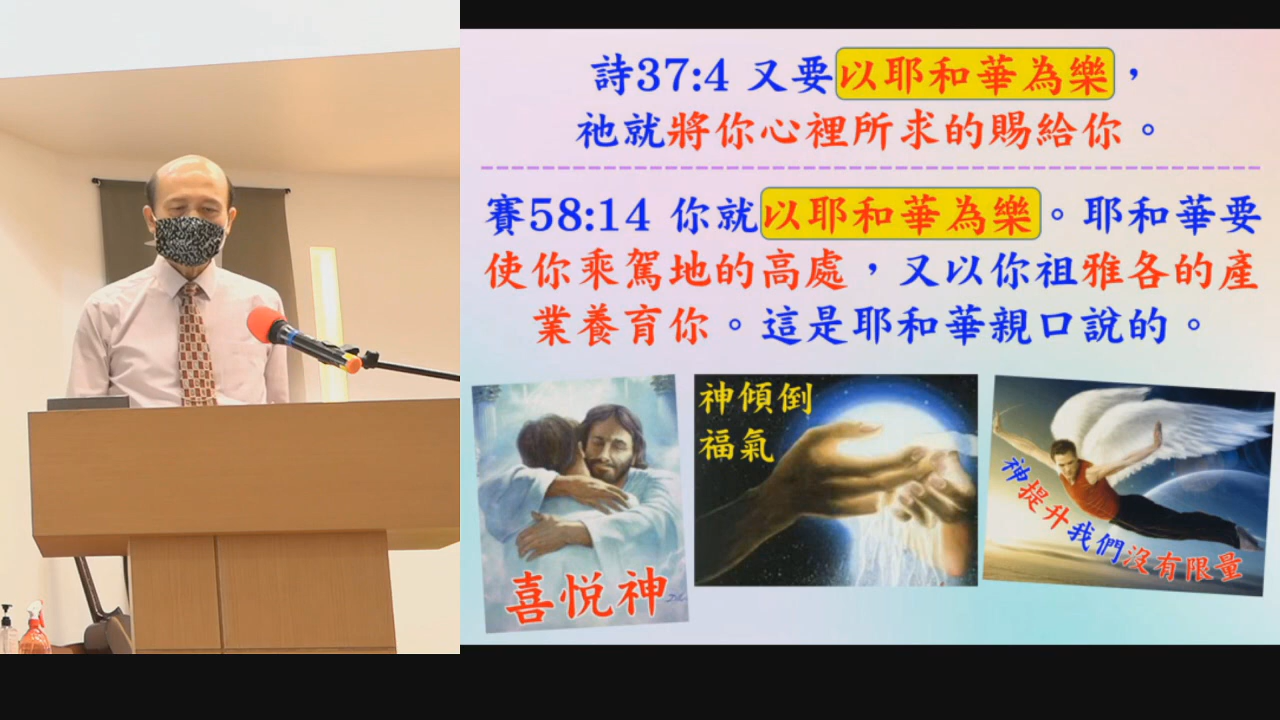 詩37:4 又要以耶和華為樂，
祂就將你心裡所求的賜給你。
賽58:14 你就以耶和華為樂。耶和華要
使你乘駕地的高處，又以你祖雅各的產
業養育你。這是耶和華親口說的。
喜悅神
神傾倒
福氣
神提升我們沒有限量